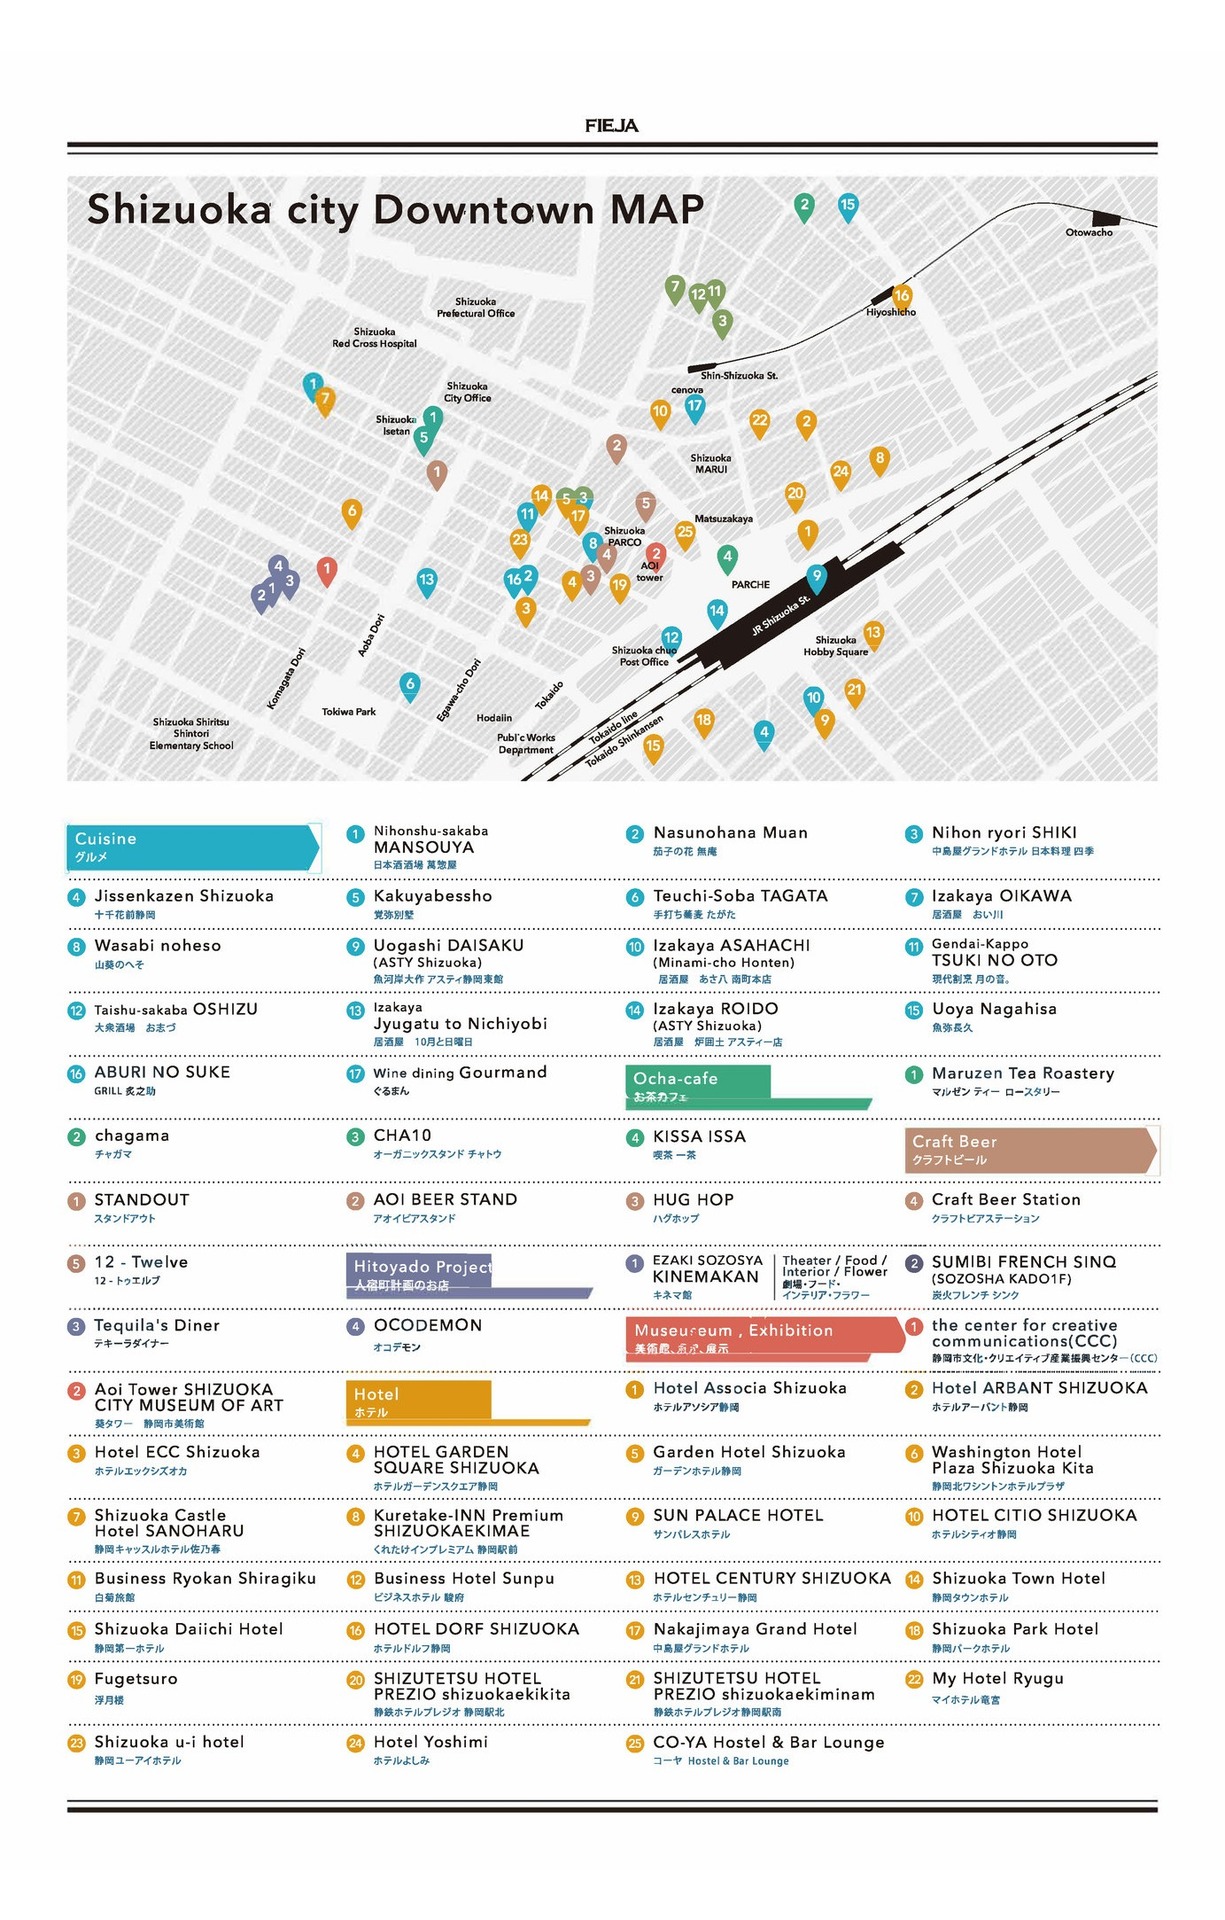 FIEJA
Shizuoka city Downtown MAP
2
15
Otowacho
7
12
11
3
16
Hiyoshicho
Shizuoka
Prefectural Office
Shizuoka
Red Cross Hospital
Shin-Shizuoka St.
cenova
1
7
Shizuoka
City Office
10
17
22
2
Shizuoka
Isetan
1
5
2
Shizuoka
MARUI
1
24
8
6
14
5
3
17
5
20
11
Matsuzakaya
23
Shizuoka
PARCO
25
1
8
4
2
AOI
tower
4
PARCHE
9
4
3
1
2
1
13
16
2
4
3
19
3
14
JR Shizuoka St.
12
Shizuoka chuo
Post Office
Shizuoka
Hobby Square
13
Aoba Dori
Komagata Dori
6
Egawa-cho Dori
Tokaido
10
21
Tokiwa Park
Hodaiin
Shizuoka Shiritsu
Shintori
Elementary School
Tokaido line
Tokaido Shinkansen
18
9
4
15
Department
Cuisine
グルメ
1 Nihonshu-sakaba
MANSOUYA
日本酒酒場 萬惣屋
2 Nasunohana Muan
茄子の花 無庵
3 Nihon ryori SHIKI
中島屋グランドホテル 日本料理 四季
4 Jissenkazen Shizuoka
十千花前静岡
5 Kakuyabessho
覚弥別墅
6 Teuchi-Soba TAGATA
手打ち蕎麦 たがた
7 Izakaya OIKAWA
居酒屋　おい川
8 Wasabi noheso
山葵のへそ
9 Uogashi DAISAKU
(ASTY Shizuoka)
魚河岸大作 アスティ静岡東館
10 Izakaya ASAHACHI
(Minami-cho Honten)
居酒屋　あさ八 南町本店
11 Gendai-Kappo
TSUKI NO OTO
現代割烹 月の音。
12 Taishu-sakaba OSHIZU
大衆酒場　お志づ
13 Izakaya
Jyugatu to Nichiyobi
居酒屋　10月と日曜日
14 Izakaya ROIDO
(ASTY Shizuoka)
居酒屋　炉囲土 アスティー店
15 Uoya Nagahisa
魚弥長久
16 ABURI NO SUKE
GRILL 炙之助
17 Wine dining Gourmand
ぐるまん
Ocha-cafe
お茶カフェ
1 Maruzen Tea Roastery
マルゼン ティー ロースタリー
2 chagama
チャガマ
3 CHA10
オーガニックスタンド チャトウ
4 KISSA ISSA
喫茶 一茶
Craft Beer
クラフトビール
1 STANDOUT
スタンドアウト
2 AOI BEER STAND
アオイビアスタンド
3 HUG HOP
ハグホップ
4 Craft Beer Station
クラフトビアステーション
5 12 - Twelve
12 - トゥエルブ
Hitoyado Project
人宿町計画のお店
1 EZAKI SOZOSYA
KINEMAKAN
キネマ館
Theater / Food /
Interior / Flower
劇場・フード・
インテリア・フラワー
2 SUMIBI FRENCH SINQ
(SOZOSHA KADO1F)
炭火フレンチ シンク
3 Tequila's Diner
テキーラダイナー
4 OCODEMON
オコデモン
Museuseum , Exhibition
1 the center for creative
communications(CCC)
静岡市文化・クリエイティブ産業振興センター(CCC)
2 Aoi Tower SHIZUOKA
CITY MUSEUM OF ART
葵タワー　静岡市美術館
Hotel
ホテル
1 Hotel Associa Shizuoka
ホテルアソシア静岡
2 Hotel ARBANT SHIZUOKA
ホテルアーバント静岡
3 Hotel ECC Shizuoka
ホテルエックシズオカ
4 HOTEL GARDEN
SQUARE SHIZUOKA
ホテルガーデンスクエア静岡
5 Garden Hotel Shizuoka
ガーデンホテル静岡
6 Washington Hotel
Plaza Shizuoka Kita
静岡北ワシントンホテルプラザ
7 Shizuoka Castle
Hotel SANOHARU
静岡キャッスルホテル佐乃春
8 Kuretake-INN Premium
SHIZUOKAEKIMAE
くれたけインプレミアム 静岡駅前
9 SUN PALACE HOTEL
サンパレスホテル
10 HOTEL CITIO SHIZUOKA
ホテルシティオ静岡
11 Business Ryokan Shiragiku
白菊旅館
12 Business Hotel Sunpu
ビジネスホテル 駿府
13 HOTEL CENTURY SHIZUOKA
ホテルセンチュリー静岡
14 Shizuoka Town Hotel
静岡タウンホテル
15 Shizuoka Daiichi Hotel
静岡第一ホテル
16 HOTEL DORF SHIZUOKA
ホテルドルフ静岡
17 Nakajimaya Grand Hotel
中島屋グランドホテル
18 Shizuoka Park Hotel
静岡パークホテル
19 Fugetsuro
浮月楼
20 SHIZUTETSU HOTEL
PREZIO shizuokaekikita
静鉄ホテルプレジオ 静岡駅北
21 SHIZUTETSU HOTEL
PREZIO shizuokaekiminam
静鉄ホテルプレジオ静岡駅南
22 My Hotel Ryugu
マイホテル竜宮
23 Shizuoka u-i hotel
静岡ユーアイホテル
24 Hotel Yoshimi
ホテルよしみ
25 CO-YA Hostel & Bar Lounge
コーヤ Hostel & Bar Lounge